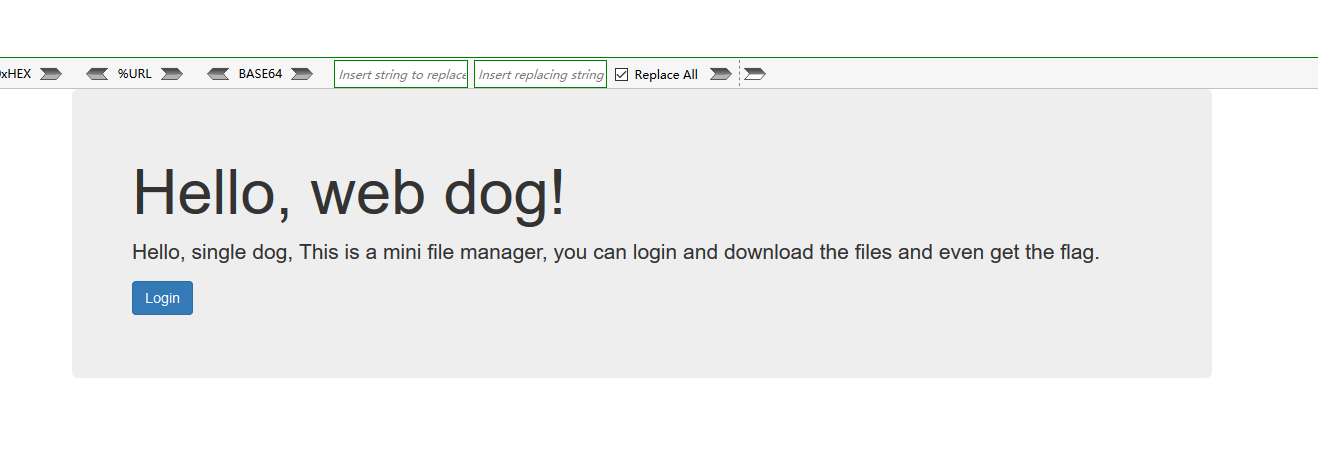 0xHEX %URL BASE64 Insert string to replace Insert replacing string Replace All
Hello, web dog!
Hello, single dog, This is a mini file manager, you can login and download the files and even get the flag.
Login